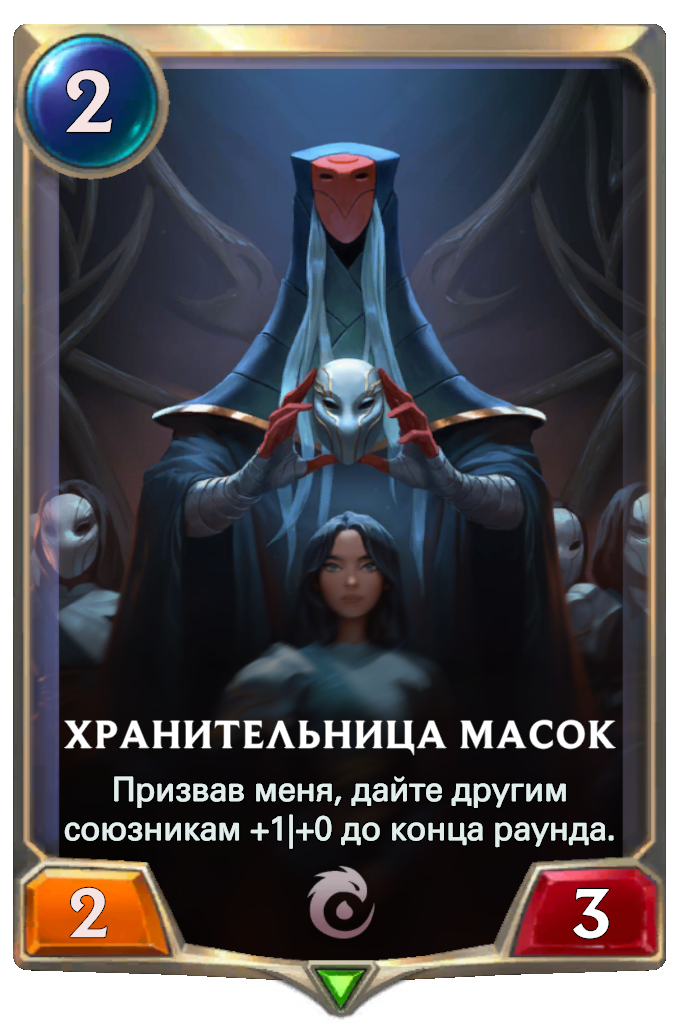 2
ХРАНИТЕЛЬНИЦА МАСОК
Призвав меня, дайте другим
союзникам +1|+0 до конца раунда.
2
3